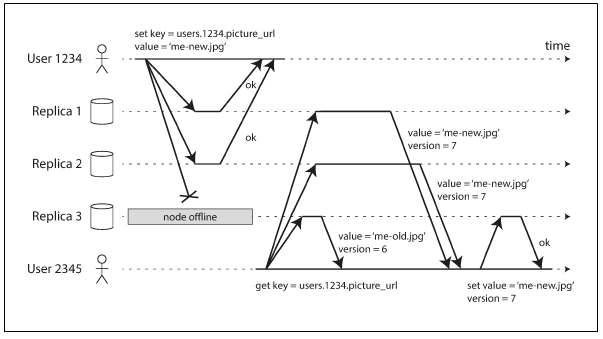 set key = users.1234.picture_url
value = ‘me-new.jpg’
time
User 1234
ok
Replica 1
ok
value = ‘me-new.jpg’
version = 7
Replica 2
value = ‘me-new.jpg’
version = 7
Replica 3
node offline
value = ‘me-old.jpg’
version = 6
ok
User 2345
get key = users.1234.picture_url
set value = ‘me-new.jpg’
version = 7